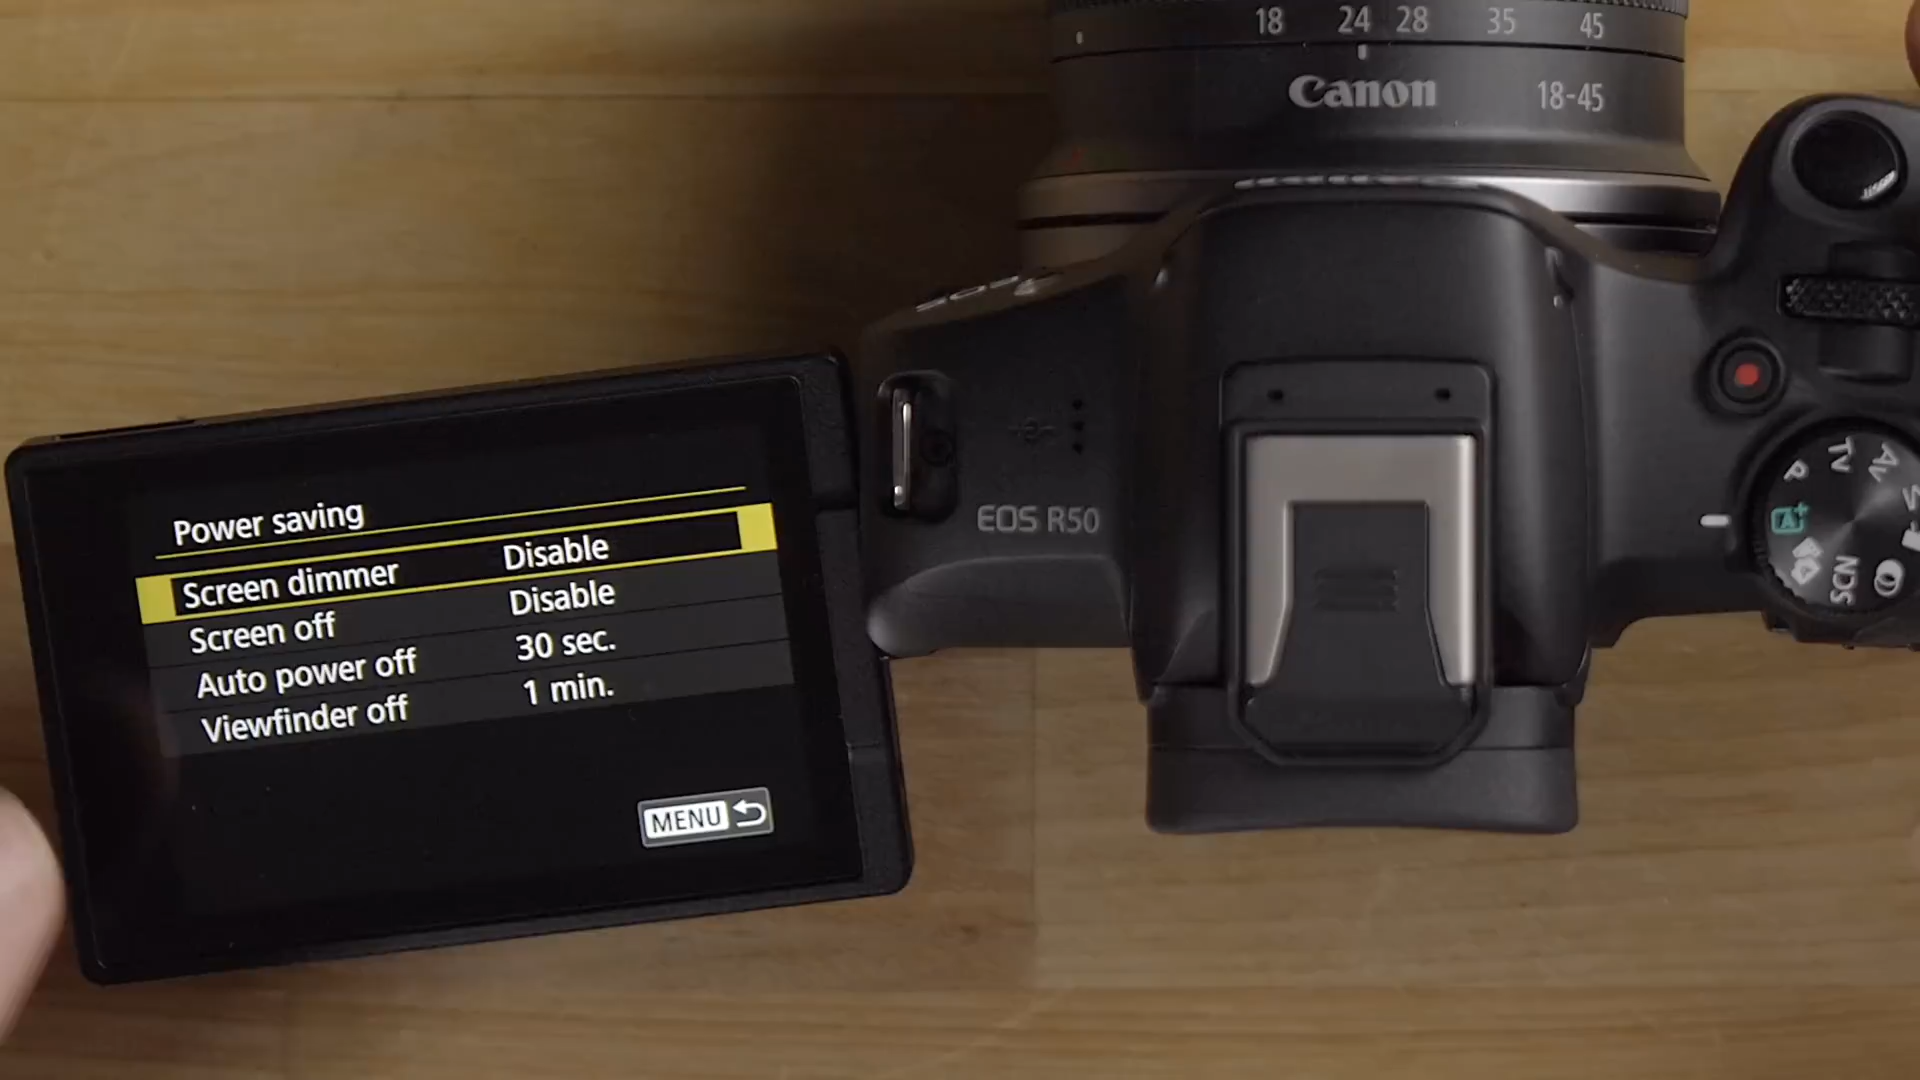 18 24 28 35 45
Canon 18-45
EOS R50
Power saving
Screen dimmer Disable
Screen off Disable
Auto power off 30 sec.
Viewfinder off 1 min.
MENU
Av
Tv
P
A+
SCN